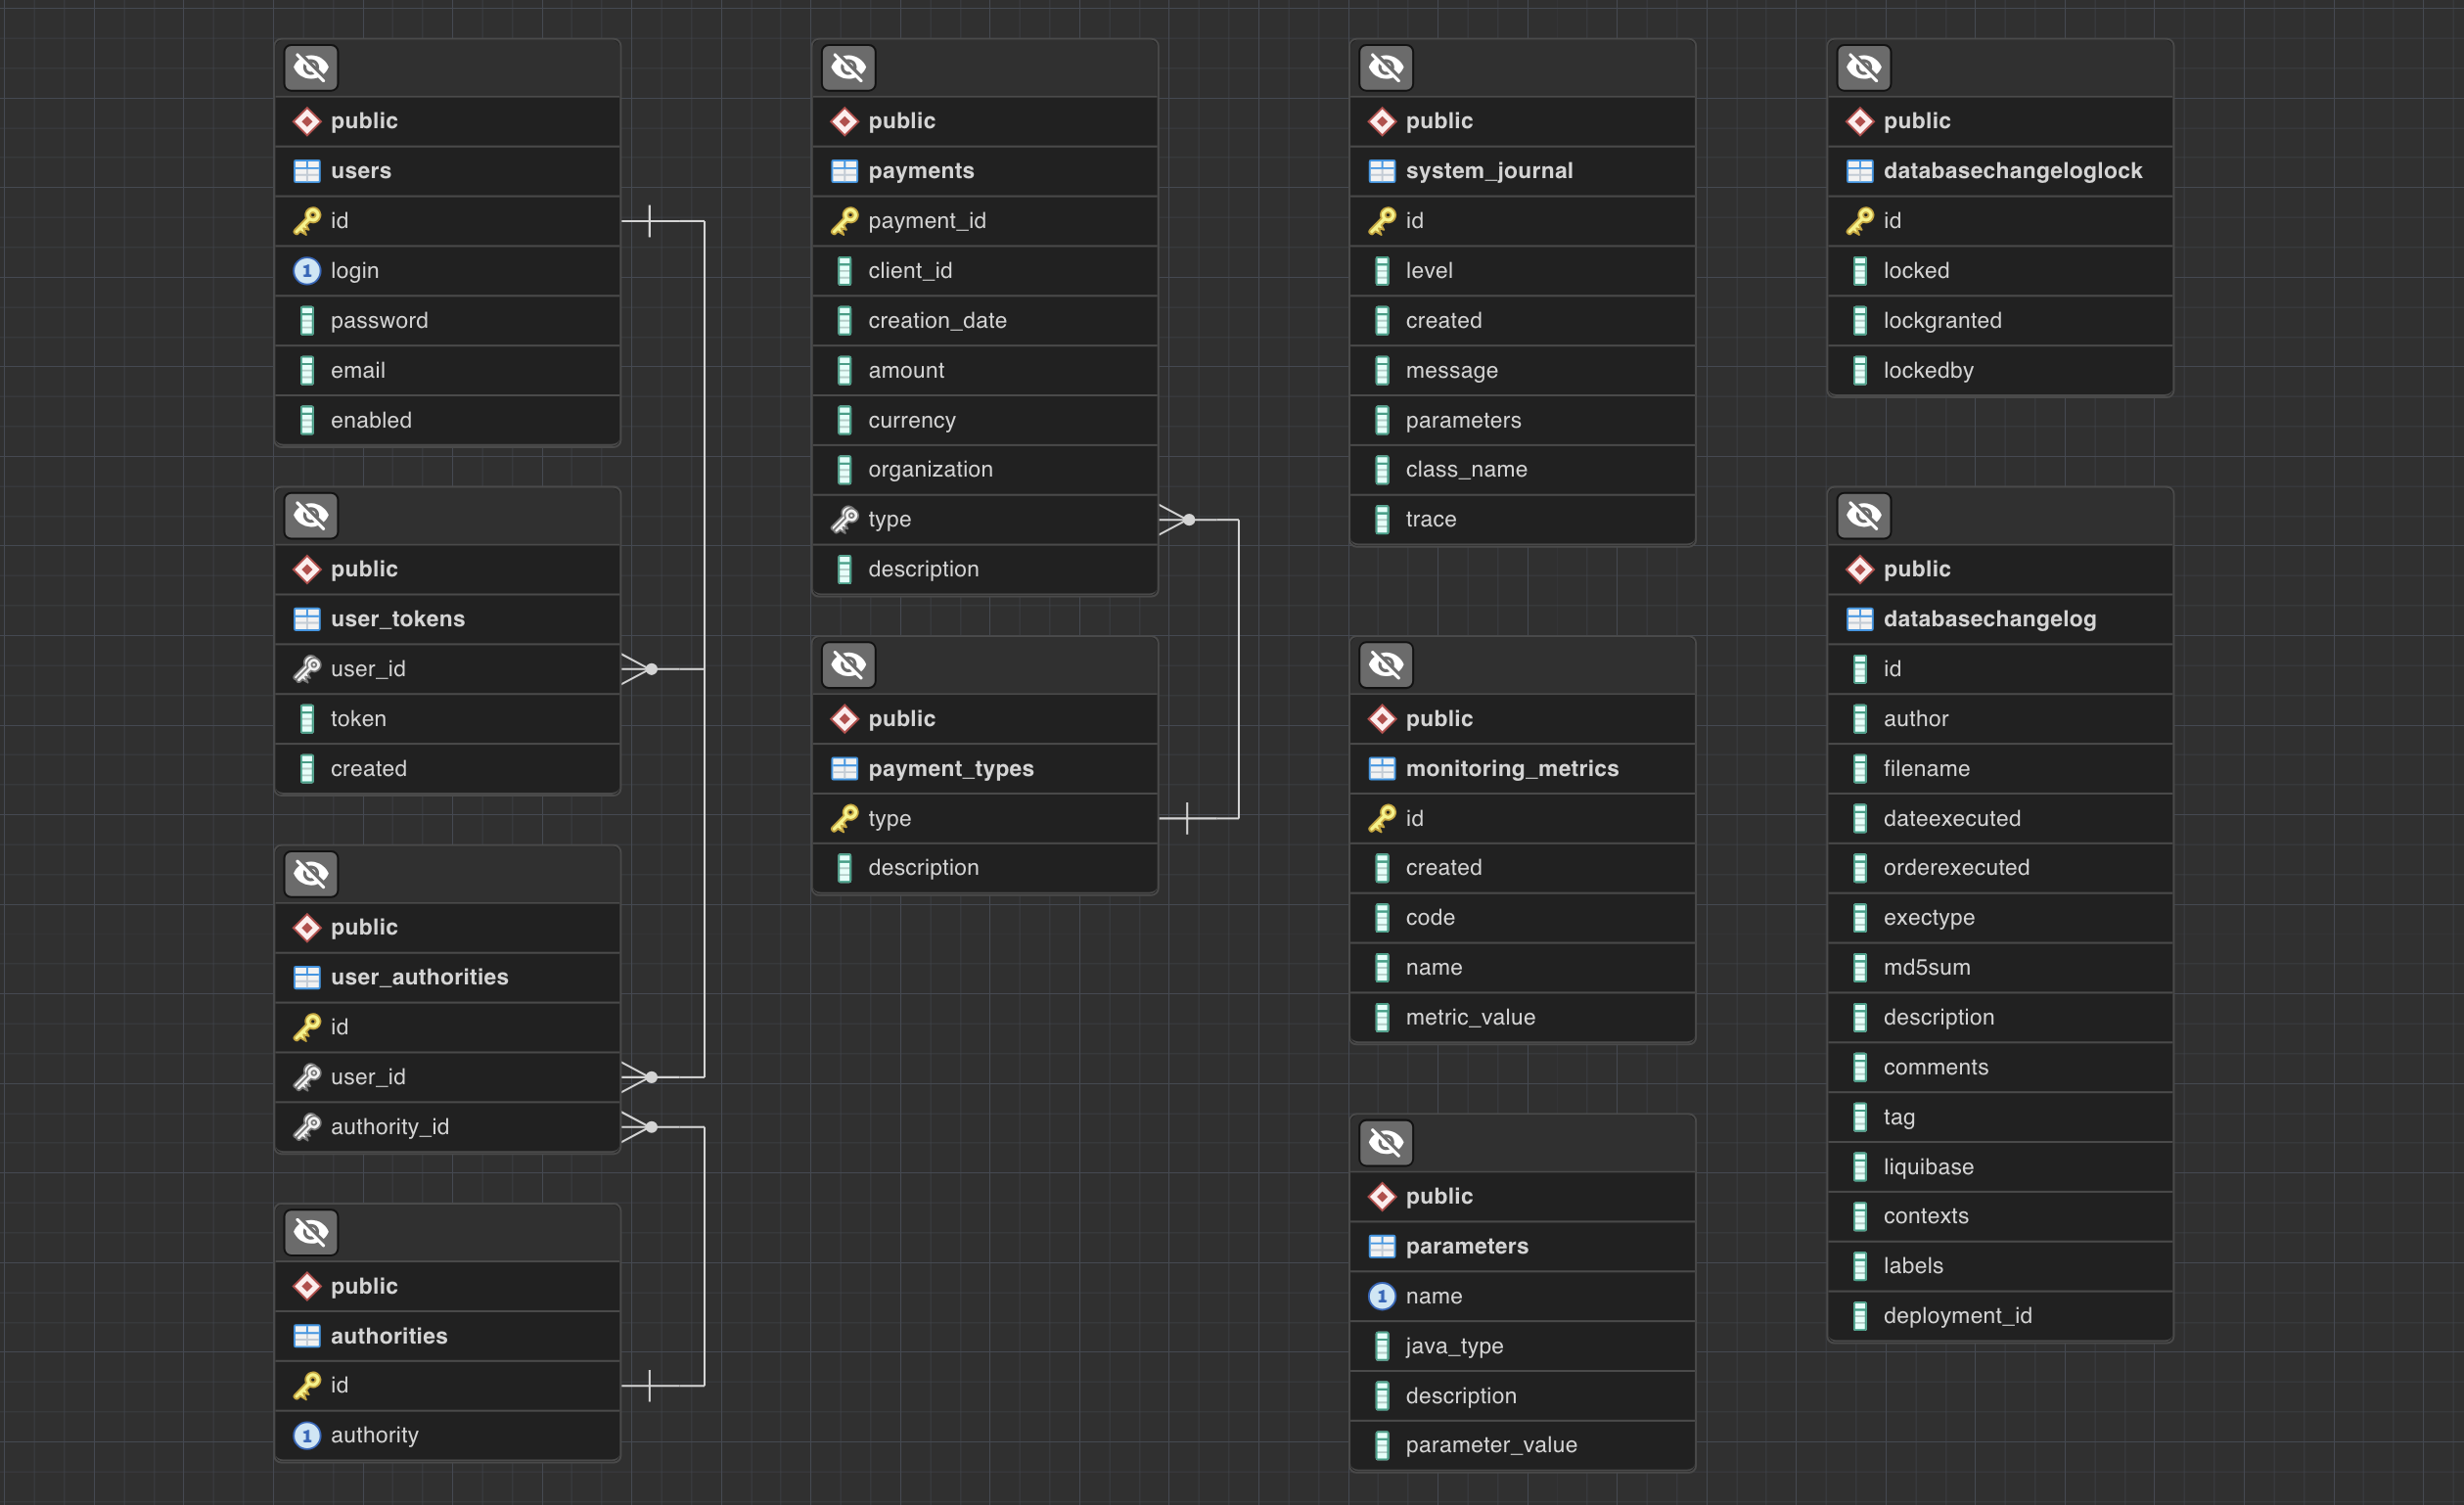 public
users
id
1 login
password
email
enabled
public
user_tokens
user_id
token
created
public
user_authorities
id
user_id
authority_id
public
authorities
id
1 authority
public
payments
payment_id
client_id
creation_date
amount
currency
organization
type
description
public
payment_types
type
description
public
system_journal
id
level
created
message
parameters
class_name
trace
public
monitoring_metrics
id
created
code
name
metric_value
public
parameters
1 name
java_type
description
parameter_value
public
databasechangeloglock
id
locked
lockgranted
lockedby
public
databasechangelog
id
author
filename
dateexecuted
orderexecuted
exectype
md5sum
description
comments
tag
liquibase
contexts
labels
deployment_id